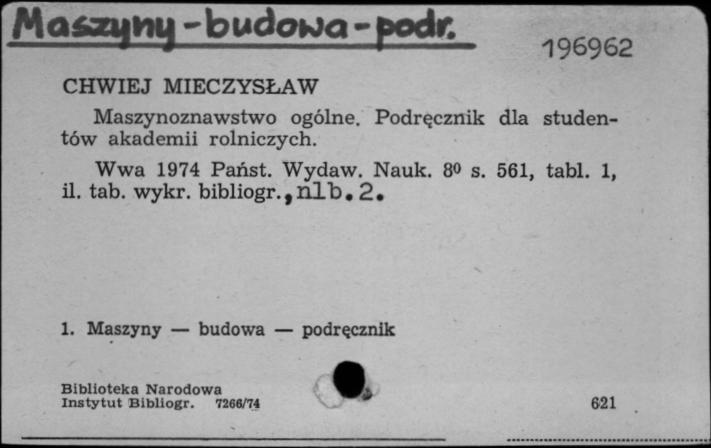 Maszyny-budowa-podr.
196962
CHWIEJ MIECZYSŁAW
Maszynoznawstwo ogólne. Podręcznik dla studen-
tów akademii rolniczych.
Wwa 1974 Państ. Wydaw. Nauk. 8⁰ s. 561, tabl. 1,
il. tab. wykr. bibliogr., nlb. 2.
1. Maszyny — budowa — podręcznik
Biblioteka Narodowa
Instytut Bibliogr. 7266/74
621